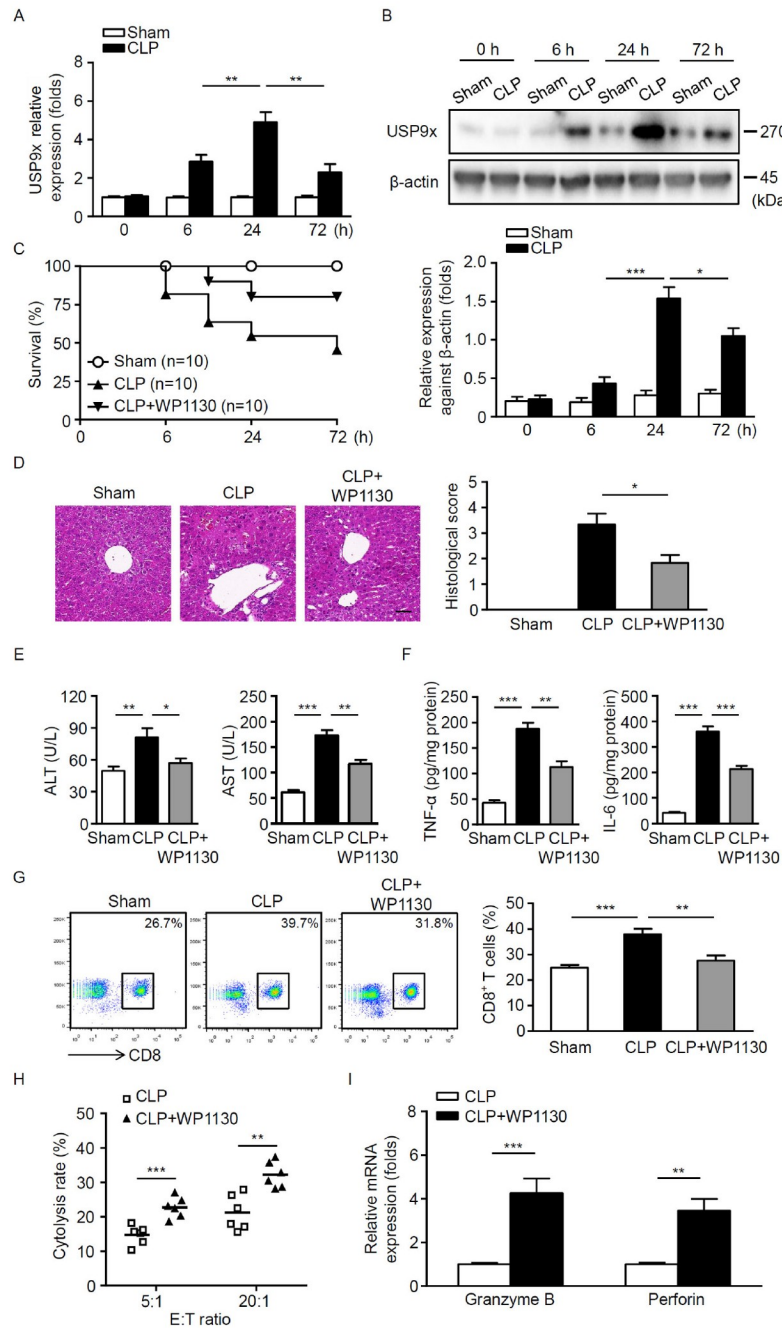 A
Sham
CLP
USP9x relative
expression (folds)
8
6
4
2
0
**
**
0
6
24
72 (h)
B
0 h
6 h
24 h
72 h
Sham
CLP
Sham
CLP
Sham
CLP
Sham
CLP
USP9x
270
β-actin
45
(kDa
Sham
CLP
Relative expression
against β-actin (folds)
2.0
1.5
1.0
0.5
0
***
*
0
6
24
72 (h)
C
Survival (%)
100
75
50
25
0
Sham (n=10)
CLP (n=10)
CLP+WP1130 (n=10)
0
6
24
72 (h)
D
Sham
CLP
CLP+
WP1130
Histological score
5
4
3
2
1
0
*
Sham
CLP
CLP+WP1130
E
ALT (U/L)
120
90
60
30
0
**
*
Sham
CLP
CLP+
WP1130
AST (U/L)
250
200
150
100
50
0
***
**
Sham
CLP
CLP+
WP1130
F
TNF-α (pg/mg protein)
250
200
150
100
50
0
***
**
Sham
CLP
CLP+
WP1130
IL-6 (pg/mg protein)
500
400
300
200
100
0
***
***
Sham
CLP
CLP+
WP1130
G
Sham
CLP
CLP+
WP1130
26.7%
39.7%
31.8%
CD8
CD8⁺ T cells (%)
50
40
30
20
10
0
***
**
Sham
CLP
CLP+WP1130
H
CLP
CLP+WP1130
Cytolysis rate (%)
50
40
30
20
10
0
***
**
5:1
20:1
E:T ratio
I
CLP
CLP+WP1130
Relative mRNA
expression (folds)
8
6
4
2
0
***
**
Granzyme B
Perforin